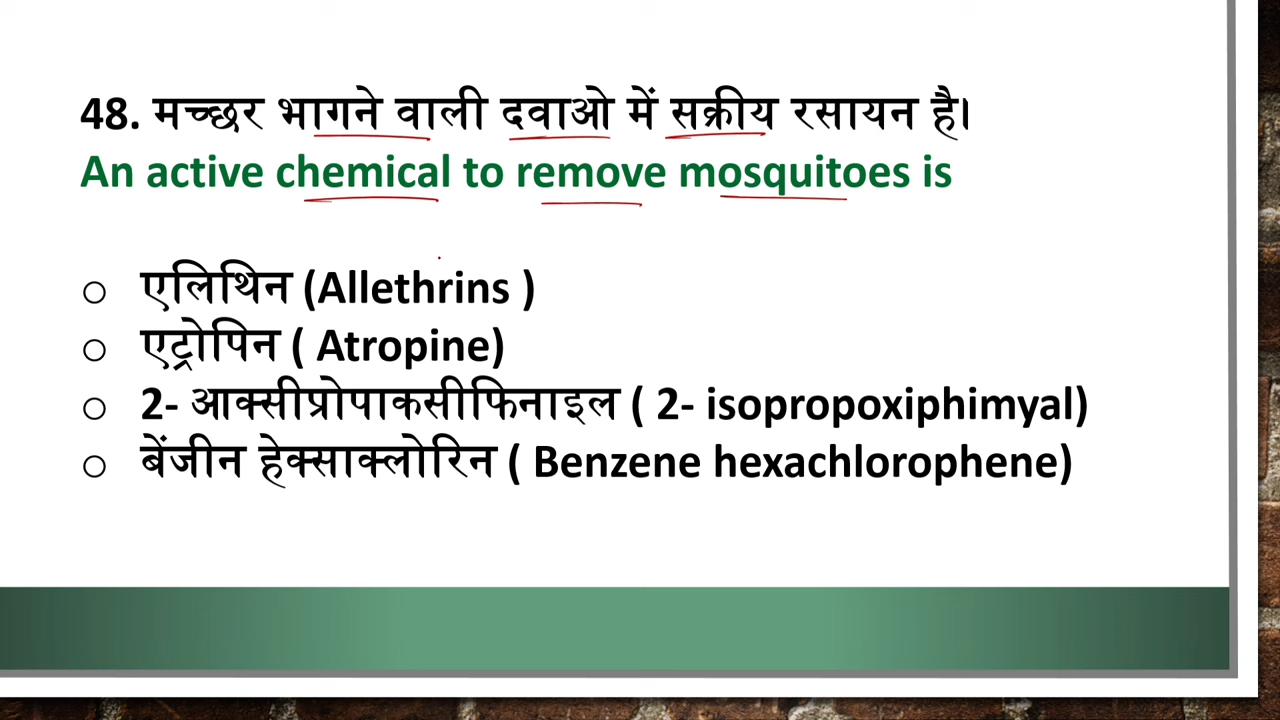 48. मच्छर भागने वाली दवाओ में सक्रीय रसायन है।
An active chemical to remove mosquitoes is
○ एलिथिन (Allethrins )
○ एट्रोपिन ( Atropine)
○ 2- आक्सीप्रोपाकसीफिनाइल ( 2- isopropoxiphimyal)
○ बेंजीन हेक्साक्लोरिन ( Benzene hexachlorophene)